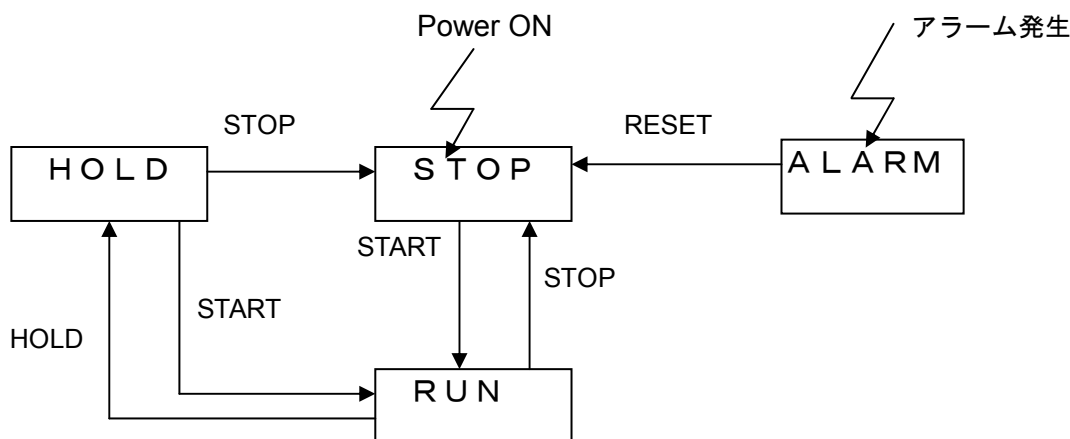 Power ON
アラーム発生
STOP
RESET
ＨＯＬＤ
ＳＴＯＰ
ＡＬＡＲＭ
START
STOP
START
HOLD
ＲＵＮ